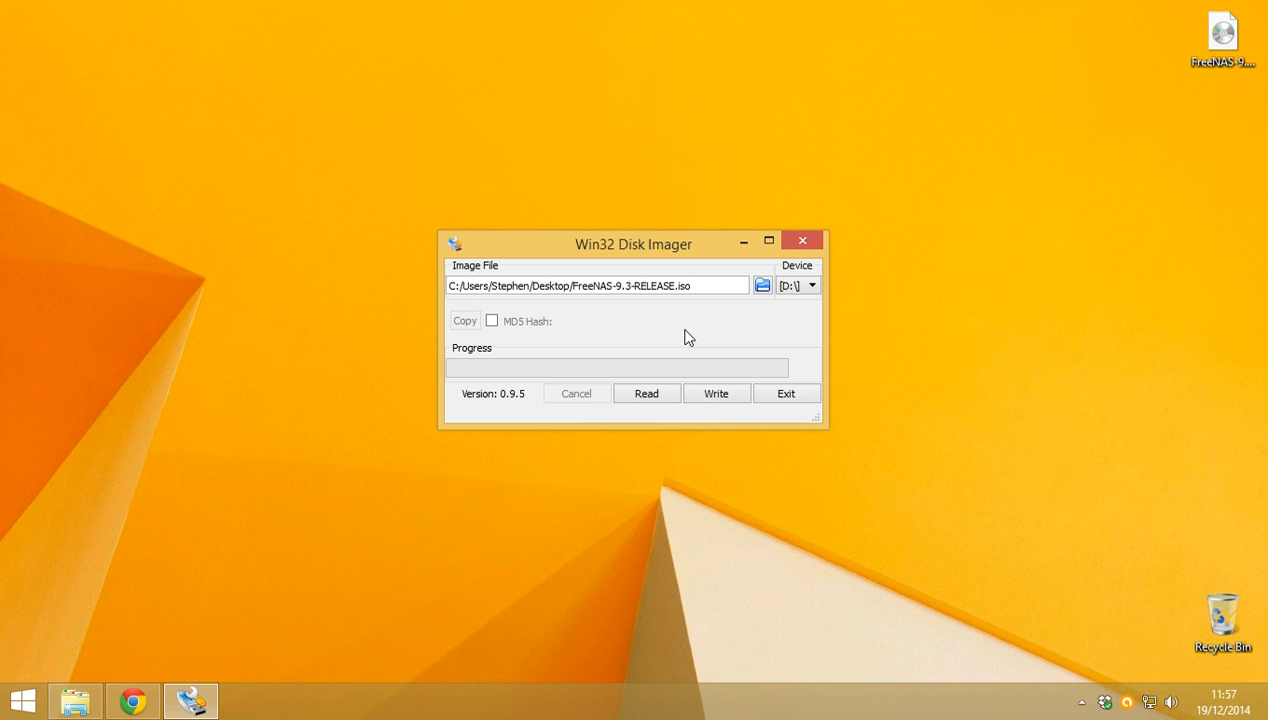 FreeNAS-9....
Win32 Disk Imager
Image File
Device
C:/Users/Stephen/Desktop/FreeNAS-9.3-RELEASE.iso
[D:\]
Copy
MD5 Hash:
Progress
Version: 0.9.5
Cancel
Read
Write
Exit
Recycle Bin
11:57
19/12/2014